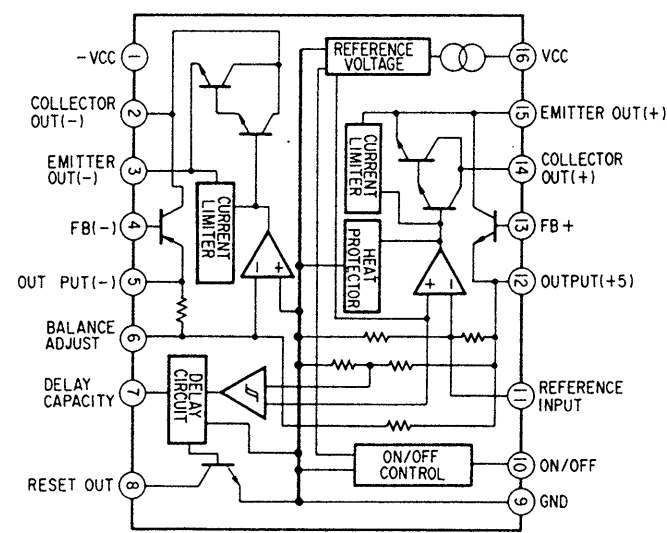 -VCC 1
COLLECTOR
OUT(-) 2
EMITTER
OUT(-) 3
FB(-) 4
OUT PUT(-) 5
BALANCE
ADJUST 6
DELAY
CAPACITY 7
RESET OUT 8
REFERENCE
VOLTAGE
CURRENT
LIMITER
CURRENT
LIMITER
HEAT
PROTECTOR
- +
+ -
DELAY
CIRCUIT
ON/OFF
CONTROL
16 VCC
15 EMITTER OUT(+)
14 COLLECTOR
OUT(+)
13 FB+
12 OUTPUT(+5)
11 REFERENCE
INPUT
10 ON/OFF
9 GND